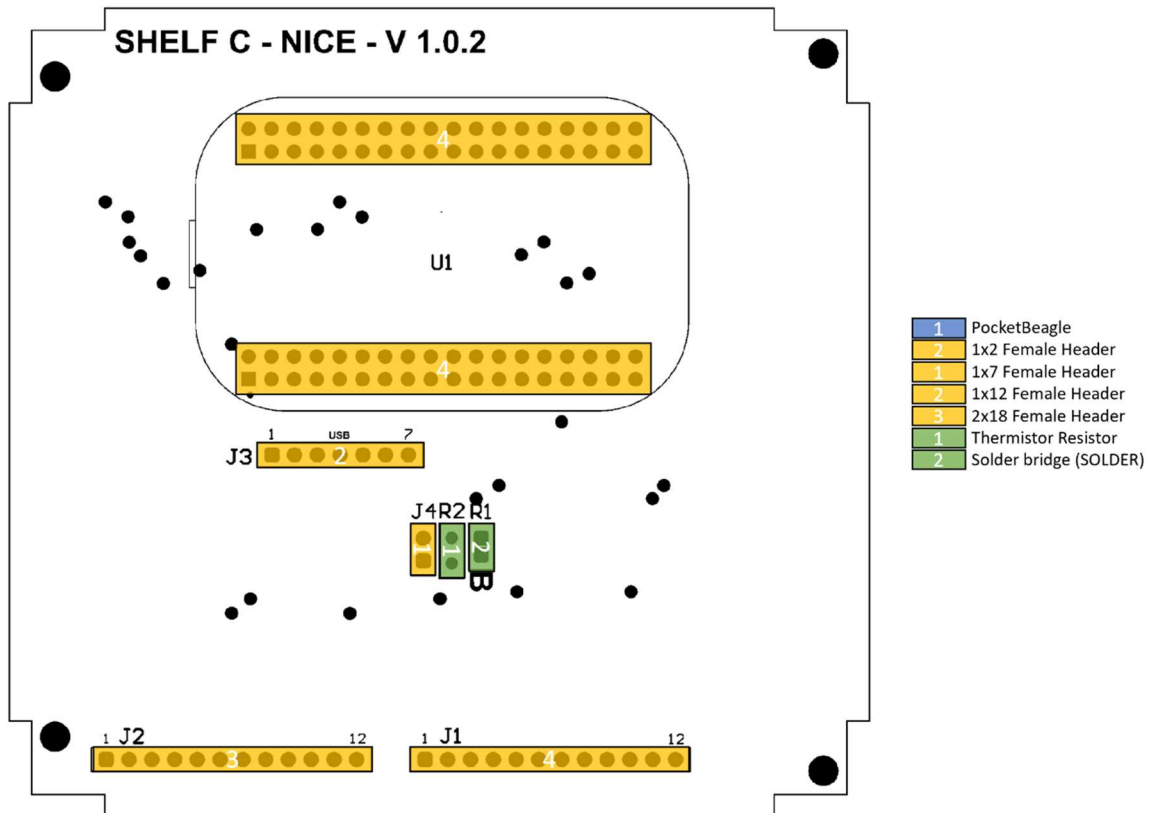 SHELF C - NICE - V 1.0.2
4
U1
4
1 USB 7
J3 2
J4 R2 R1
1 1 2
B
1 J2 12
3
1 J1 12
4
1 PocketBeagle
2 1x2 Female Header
1 1x7 Female Header
2 1x12 Female Header
3 2x18 Female Header
1 Thermistor Resistor
2 Solder bridge (SOLDER)